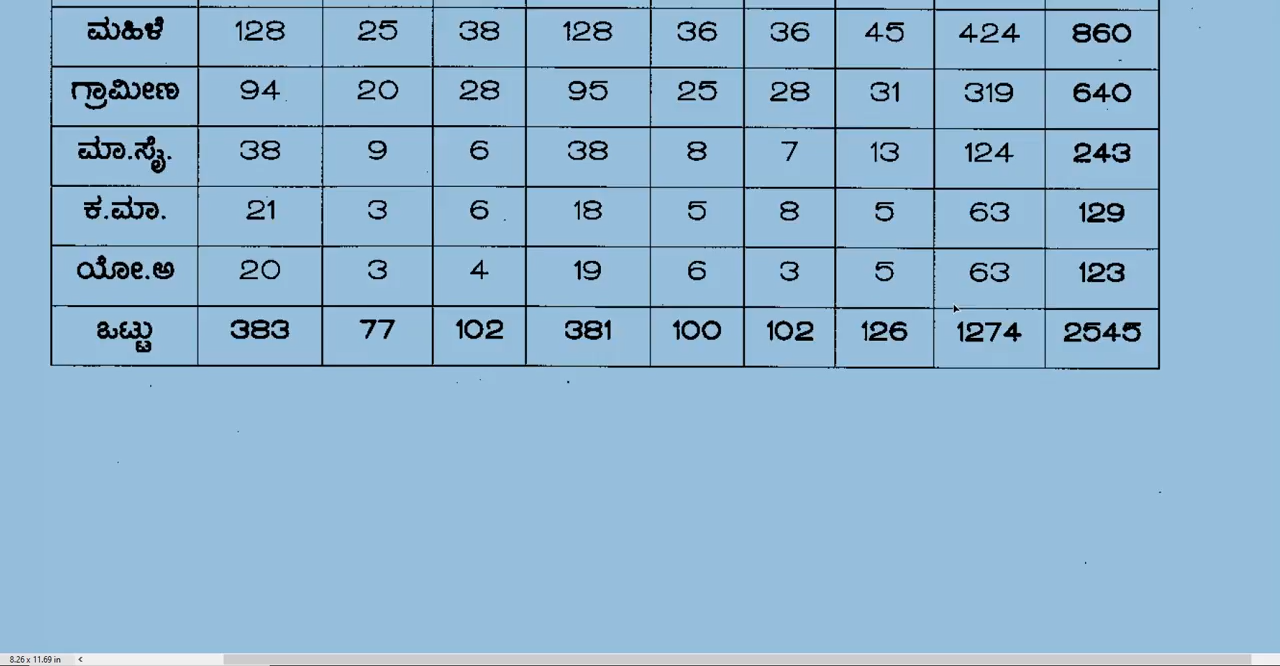 ಮಹಿಳೆ 128 25 38 128 36 36 45 424 860
ಗ್ರಾಮೀಣ 94 20 28 95 25 28 31 319 640
ಮಾ.ಸೈ. 38 9 6 38 8 7 13 124 243
ಕ.ಮಾ. 21 3 6 18 5 8 5 63 129
ಯೋ.ಅ 20 3 4 19 6 3 5 63 123
ಒಟ್ಟು 383 77 102 381 100 102 126 1274 2545
8.26 x 11.69 in